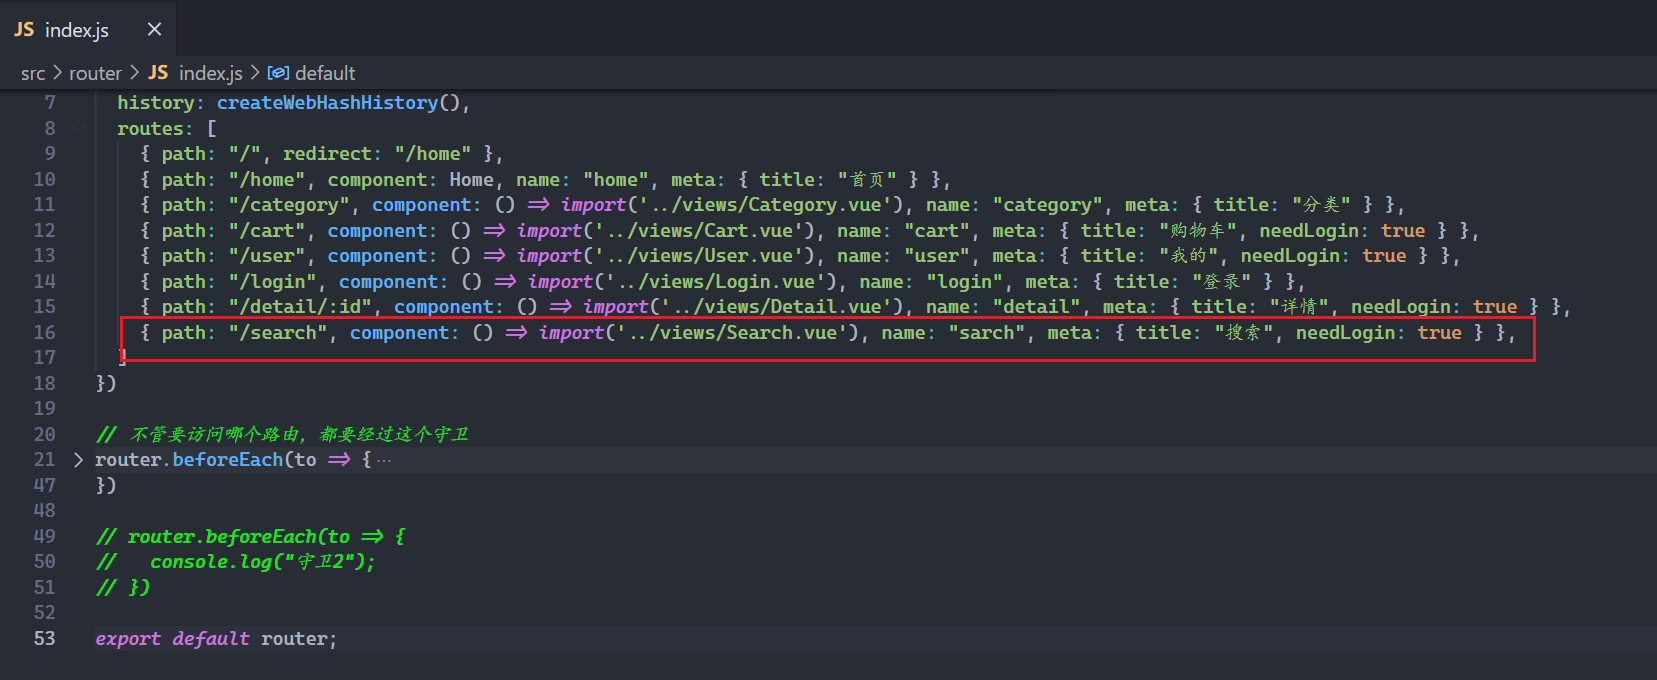 JS index.js ×
src > router > JS index.js > default
7 history: createWebHashHistory(),
8 routes: [
9 { path: "/", redirect: "/home" },
10 { path: "/home", component: Home, name: "home", meta: { title: "首页" } },
11 { path: "/category", component: () => import('../views/Category.vue'), name: "category", meta: { title: "分类" } },
12 { path: "/cart", component: () => import('../views/Cart.vue'), name: "cart", meta: { title: "购物车", needLogin: true } },
13 { path: "/user", component: () => import('../views/User.vue'), name: "user", meta: { title: "我的", needLogin: true } },
14 { path: "/login", component: () => import('../views/Login.vue'), name: "login", meta: { title: "登录" } },
15 { path: "/detail/:id", component: () => import('../views/Detail.vue'), name: "detail", meta: { title: "详情", needLogin: true } },
16 { path: "/search", component: () => import('../views/Search.vue'), name: "sarch", meta: { title: "搜索", needLogin: true } },
17 ]
18 })
19
20 // 不管要访问哪个路由，都要经过这个守卫
21 router.beforeEach(to => { ···
47 })
48
49 // router.beforeEach(to => {
50 // console.log("守卫2");
51 // })
52
53 export default router;